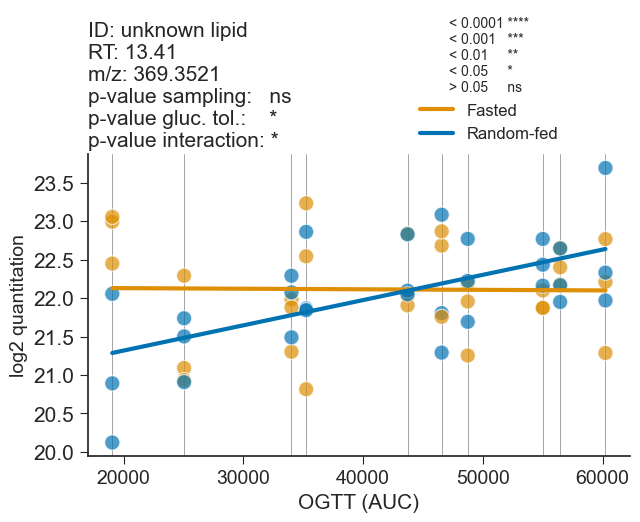 ID: unknown lipid
RT: 13.41
m/z: 369.3521
p-value sampling: ns
p-value gluc. tol.: *
p-value interaction: *
< 0.0001 ****
< 0.001 ***
< 0.01 **
< 0.05 *
> 0.05 ns
Fasted
Random-fed
log2 quantitation
23.5
23.0
22.5
22.0
21.5
21.0
20.5
20.0
20000 30000 40000 50000 60000
OGTT (AUC)